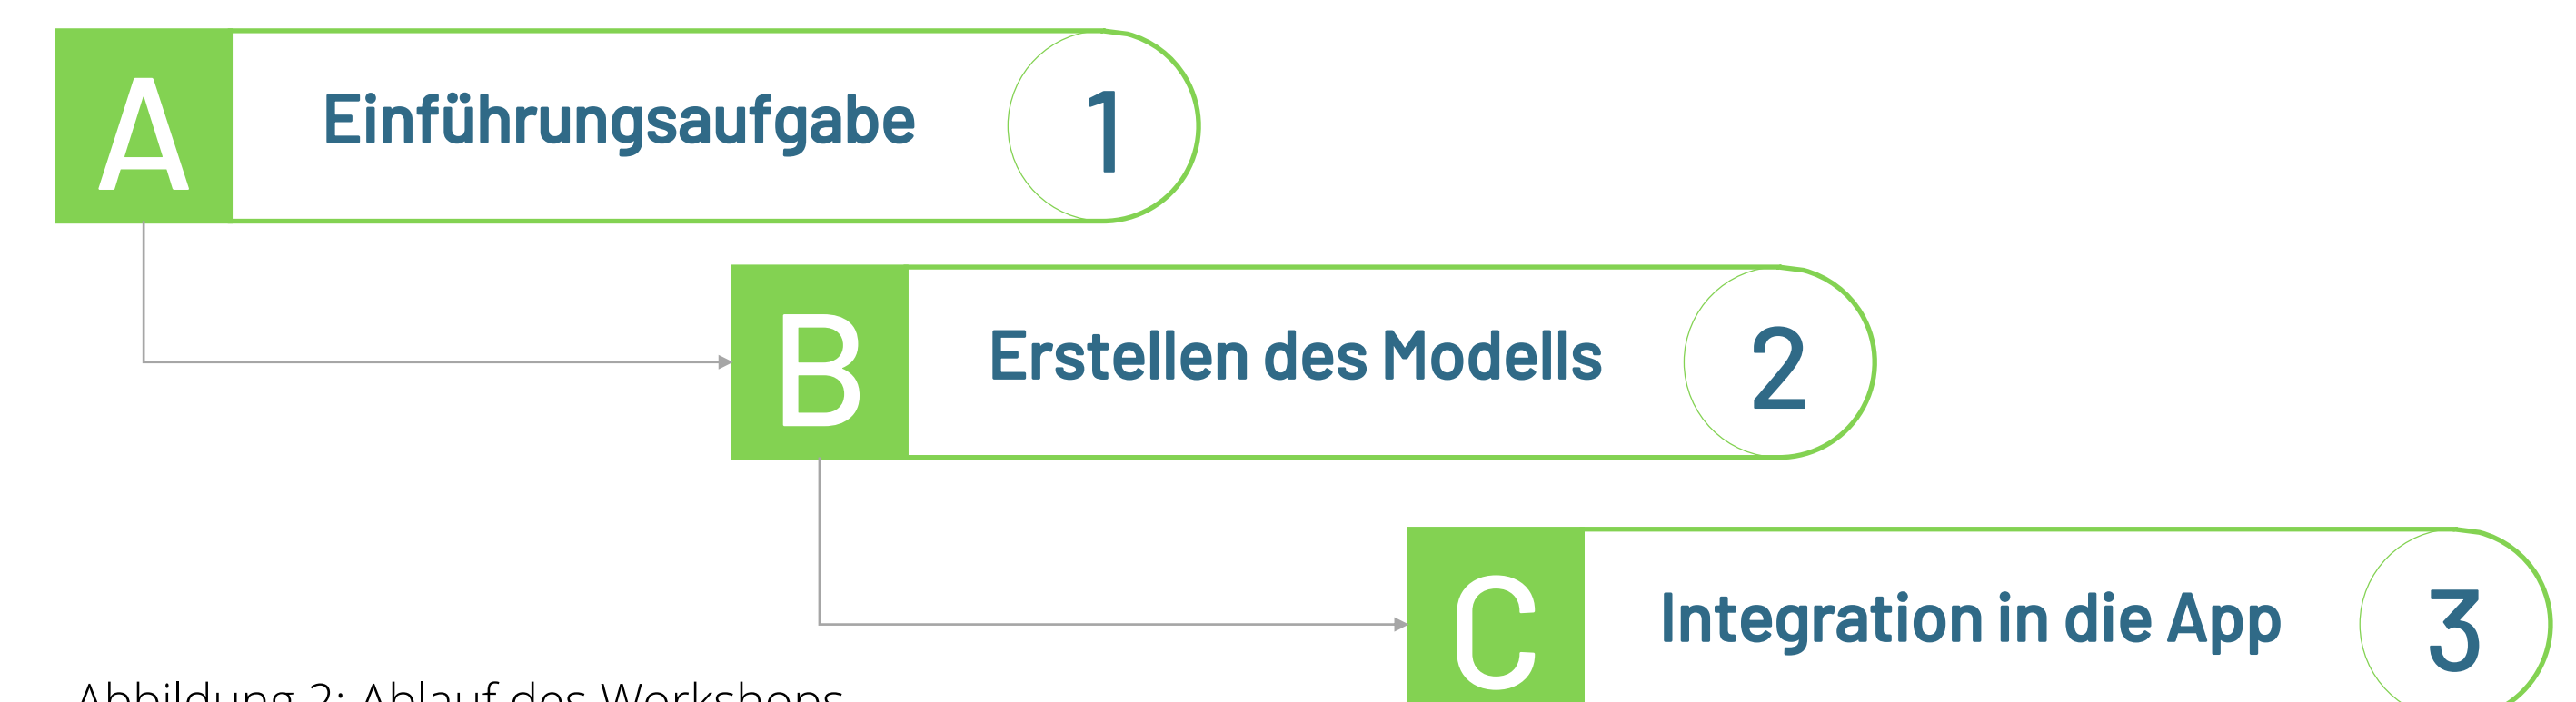 A Einführungsaufgabe 1
B Erstellen des Modells 2
C Integration in die App 3
Abbildung 2: Ablauf des Workshops